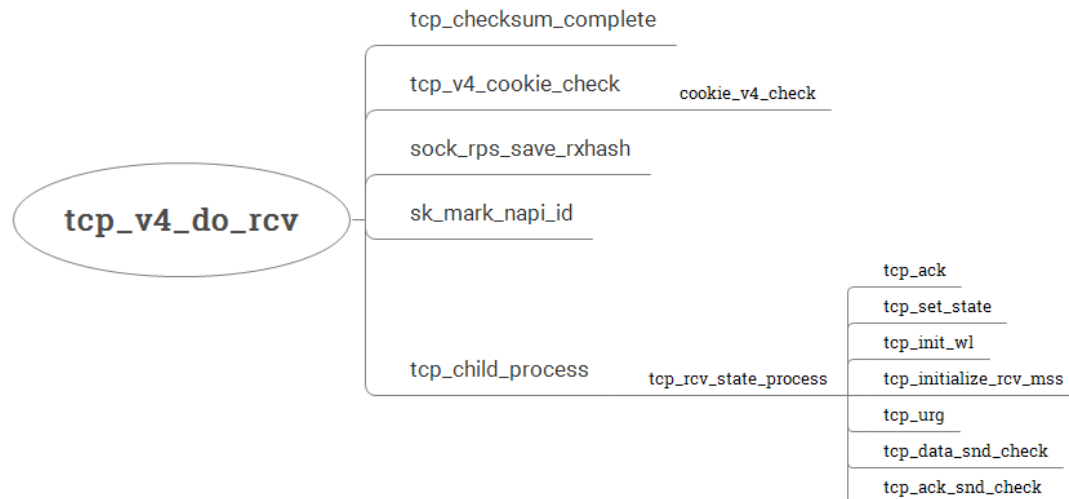 tcp_v4_do_rcv
tcp_checksum_complete
tcp_v4_cookie_check
cookie_v4_check
sock_rps_save_rxhash
sk_mark_napi_id
tcp_child_process
tcp_rcv_state_process
tcp_ack
tcp_set_state
tcp_init_wl
tcp_initialize_rcv_mss
tcp_urg
tcp_data_snd_check
tcp_ack_snd_check